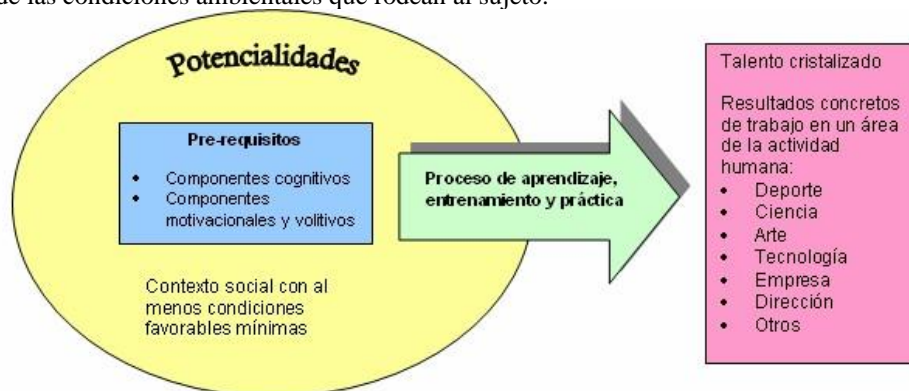 de las condiciones ambientales que rodean al sujeto.
Potencialidades
Pre-requisitos
• Componentes cognitivos
• Componentes
motivacionales y volitivos
Contexto social con al
menos condiciones
favorables mínimas
Proceso de aprendizaje,
entrenamiento y práctica
Talento cristalizado
Resultados concretos
de trabajo en un área
de la actividad
humana:
• Deporte
• Ciencia
• Arte
• Tecnología
• Empresa
• Dirección
• Otros